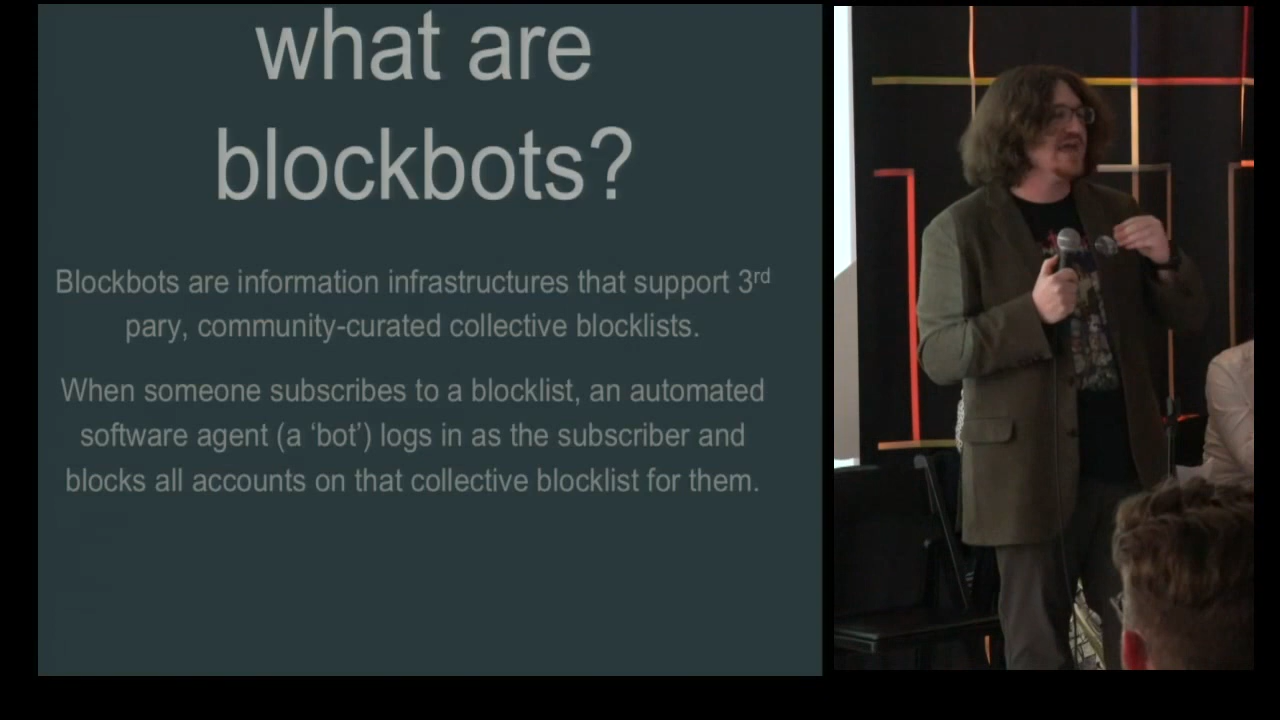 what are
blockbots?
Blockbots are information infrastructures that support 3rd
pary, community-curated collective blocklists.
When someone subscribes to a blocklist, an automated
software agent (a ‘bot’) logs in as the subscriber and
blocks all accounts on that collective blocklist for them.